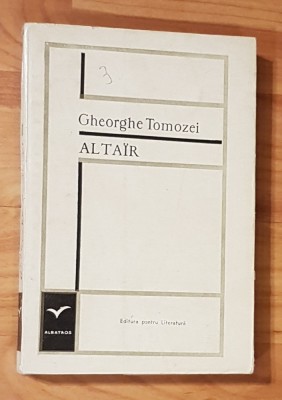 3
Gheorghe Tomozei
ALTAÏR
ALBATROS
Editura pentru Literatură